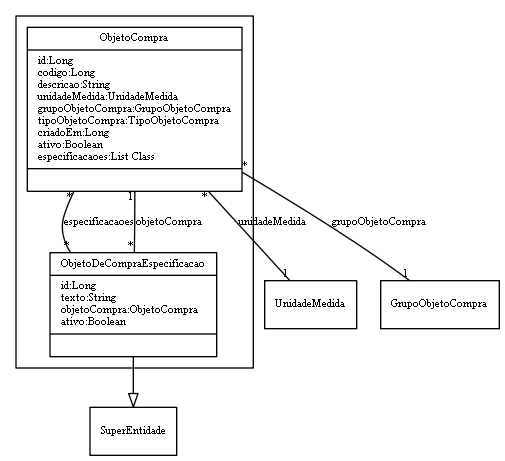 ObjetoCompra
id:Long
codigo:Long
descricao:String
unidadeMedida:UnidadeMedida
grupoObjetoCompra:GrupoObjetoCompra
tipoObjetoCompra:TipoObjetoCompra
criadoEm:Long
ativo:Boolean
especificacaoes:List Class
*
* 1 *
especificacaoes objetoCompra unidadeMedida grupoObjetoCompra
* * 1 1
ObjetoDeCompraEspecificacao
id:Long
texto:String
objetoCompra:ObjetoCompra
ativo:Boolean
UnidadeMedida
GrupoObjetoCompra
SuperEntidade